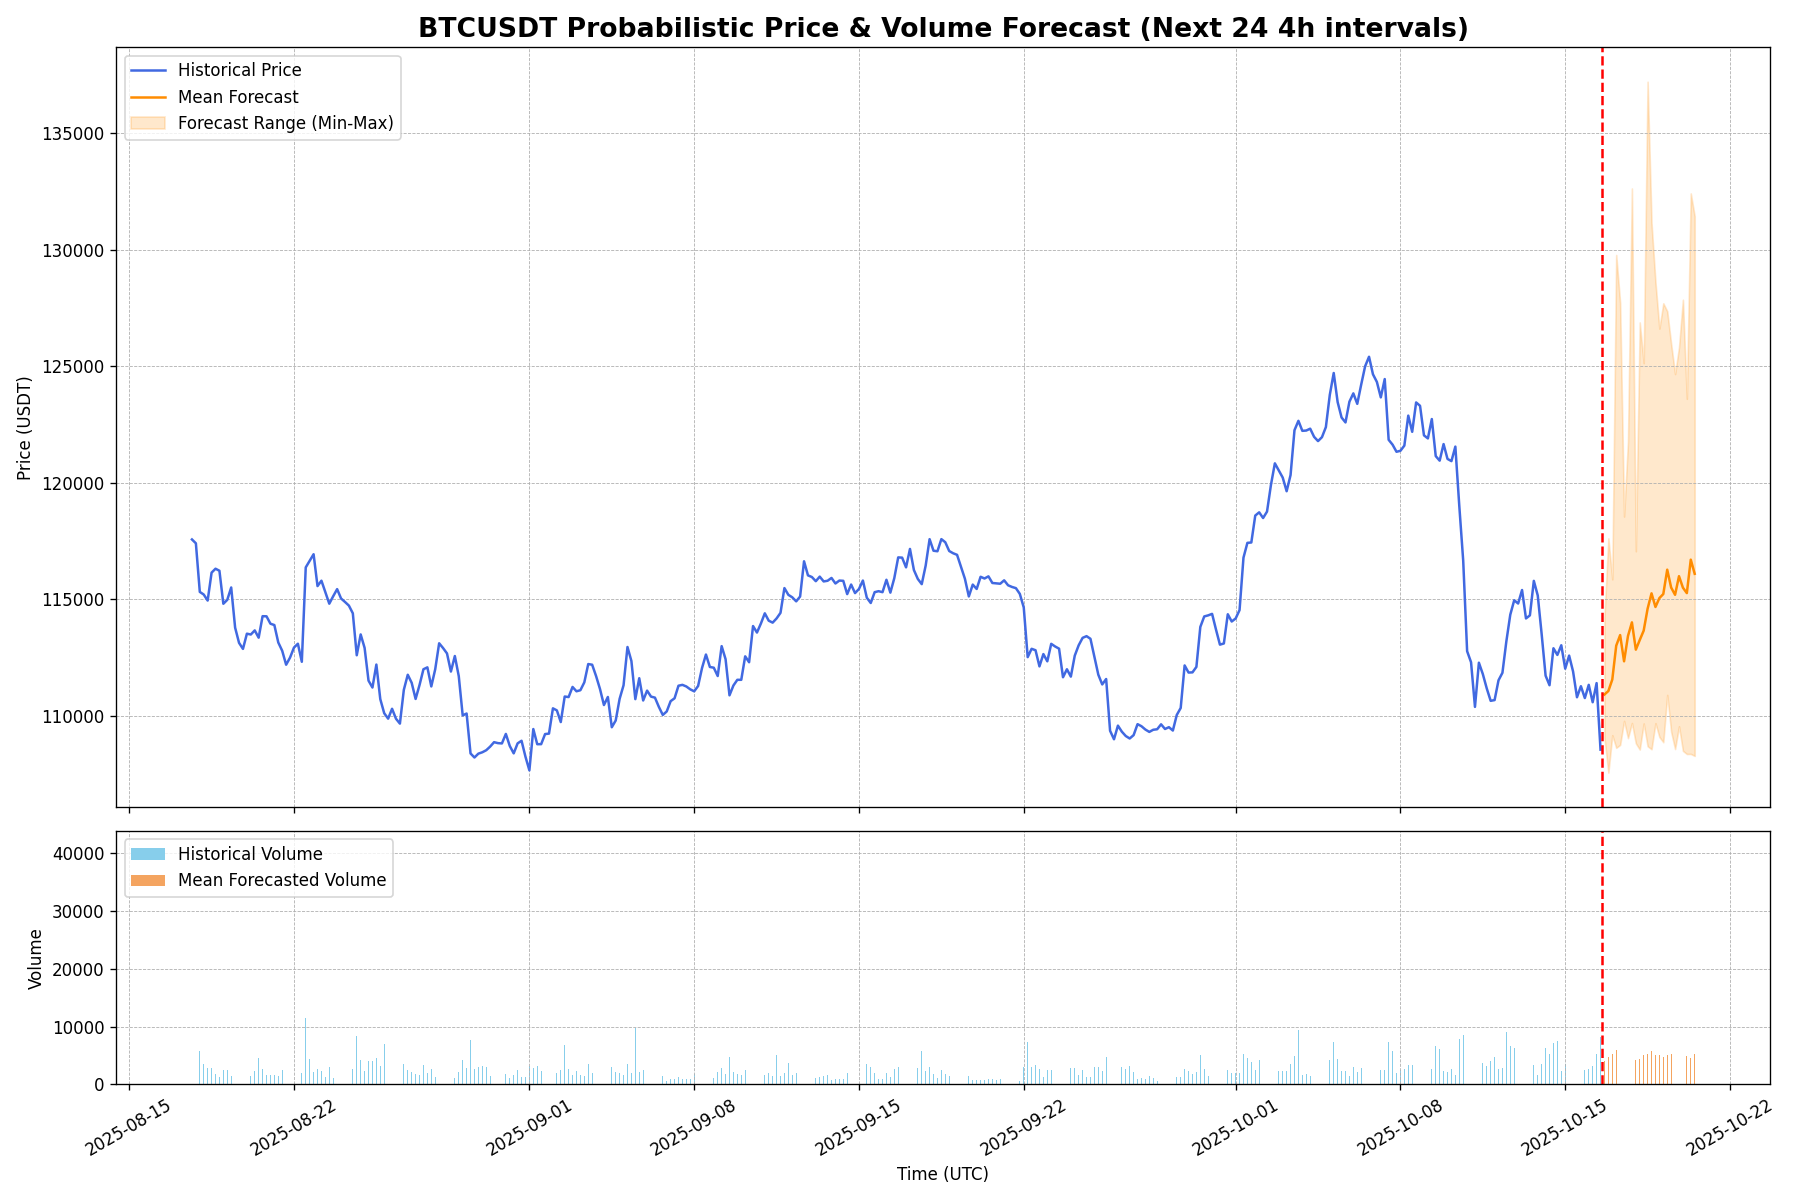 BTCUSDT Probabilistic Price & Volume Forecast (Next 24 4h intervals)
Historical Price
Mean Forecast
Forecast Range (Min-Max)
135000
130000
125000
120000
115000
110000
Price (USDT)
Historical Volume
Mean Forecasted Volume
40000
30000
20000
10000
0
Volume
2025-08-15
2025-08-22
2025-09-01
2025-09-08
2025-09-15
2025-09-22
2025-10-01
2025-10-08
2025-10-15
2025-10-22
Time (UTC)